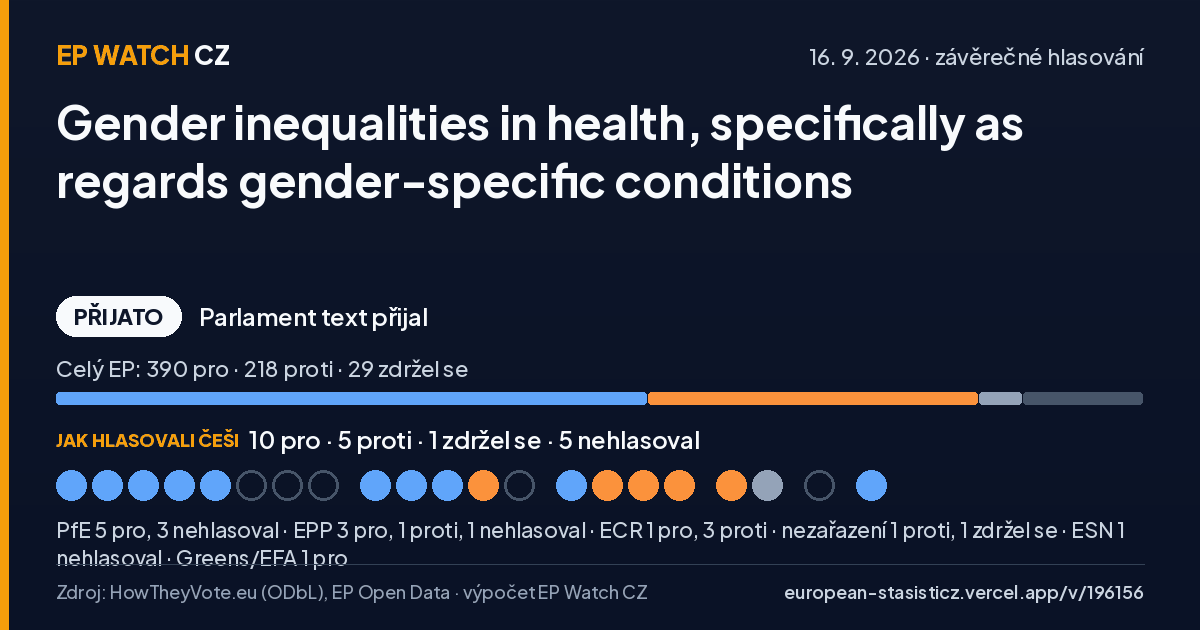 EP WATCH CZ
16. 9. 2026 · závěrečné hlasování
Gender inequalities in health, specifically as
regards gender-specific conditions
PŘIJATO Parlament text přijal
Celý EP: 390 pro · 218 proti · 29 zdržel se
JAK HLASOVALI ČEŠI 10 pro · 5 proti · 1 zdržel se · 5 nehlasoval
PfE 5 pro, 3 nehlasoval · EPP 3 pro, 1 proti, 1 nehlasoval · ECR 1 pro, 3 proti · nezařazení 1 proti, 1 zdržel se · ESN 1
nehlasoval · Greens/EFA 1 pro
Zdroj: HowTheyVote.eu (ODbL), EP Open Data · výpočet EP Watch CZ
european-stasisticz.vercel.app/v/196156